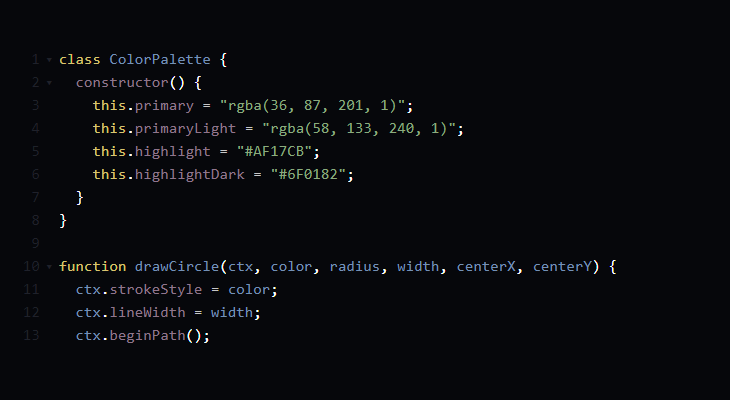 1 class ColorPalette {
2 constructor() {
3 this.primary = "rgba(36, 87, 201, 1)";
4 this.primaryLight = "rgba(58, 133, 240, 1)";
5 this.highlight = "#AF17CB";
6 this.highlightDark = "#6F0182";
7 }
8 }
9
10 function drawCircle(ctx, color, radius, width, centerX, centerY) {
11 ctx.strokeStyle = color;
12 ctx.lineWidth = width;
13 ctx.beginPath();